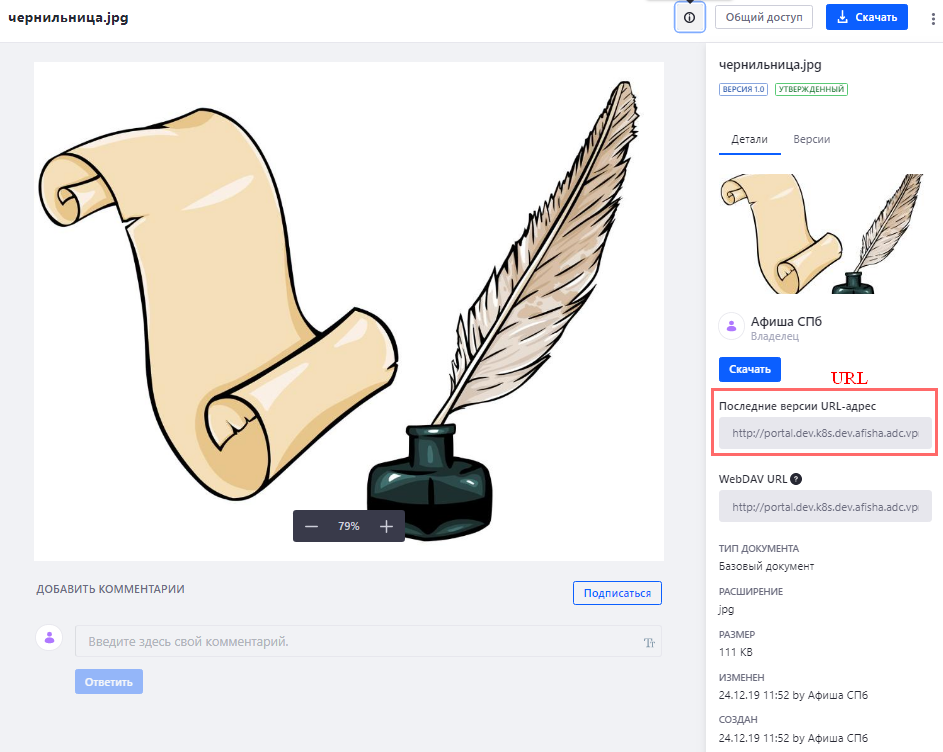 чернильница.jpg
Общий доступ
Скачать
чернильница.jpg
ВЕРСИЯ 1.0 УТВЕРЖДЕННЫЙ
Детали Версии
Афиша СПб
Владелец
Скачать
URL
Последние версии URL-адрес
http://portal.dev.k8s.dev.afisha.adc.vp
WebDAV URL ?
http://portal.dev.k8s.dev.afisha.adc.vp
ТИП ДОКУМЕНТА
Базовый документ
РАСШИРЕНИЕ
jpg
РАЗМЕР
111 КВ
ИЗМЕНЕН
24.12.19 11:52 by Афиша СПб
СОЗДАН
24.12.19 11:52 by Афиша СПб
79%
ДОБАВИТЬ КОММЕНТАРИИ
Подписаться
Введите здесь свой комментарий.
Tr
Ответить